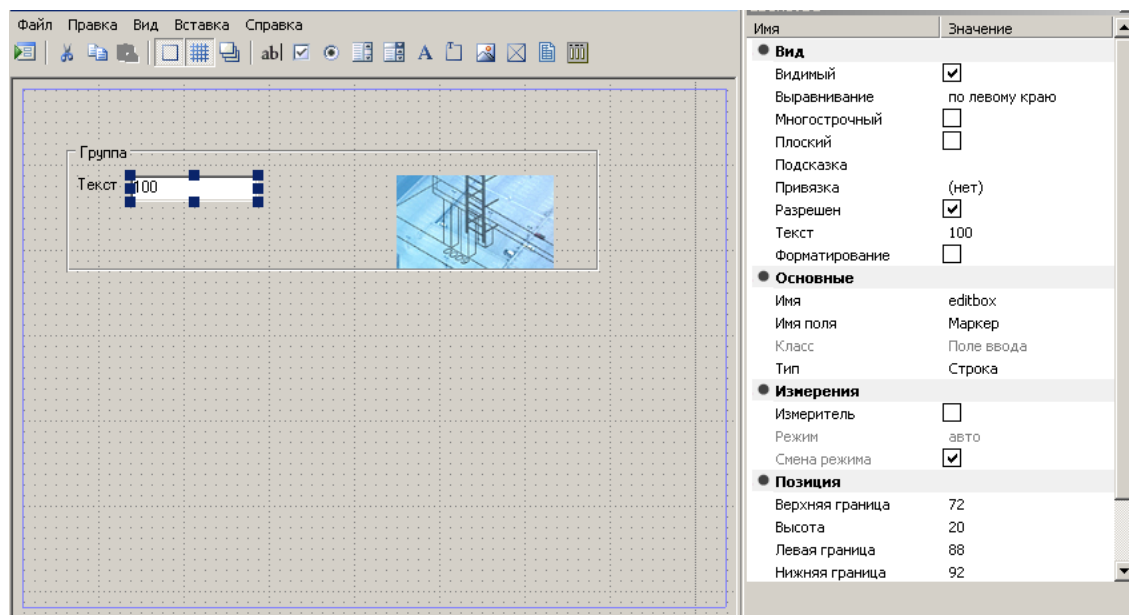 Файл Правка Вид Вставка Справка
ab|
A
Группа
Текст 100
Имя Значение
Вид
Видимый
Выравнивание по левому краю
Многострочный
Плоский
Подсказка
Привязка (нет)
Разрешен
Текст 100
Форматирование
Основные
Имя editbox
Имя поля Маркер
Класс Поле ввода
Тип Строка
Измерения
Измеритель
Режим авто
Смена режима
Позиция
Верхняя граница 72
Высота 20
Левая граница 88
Нижняя граница 92